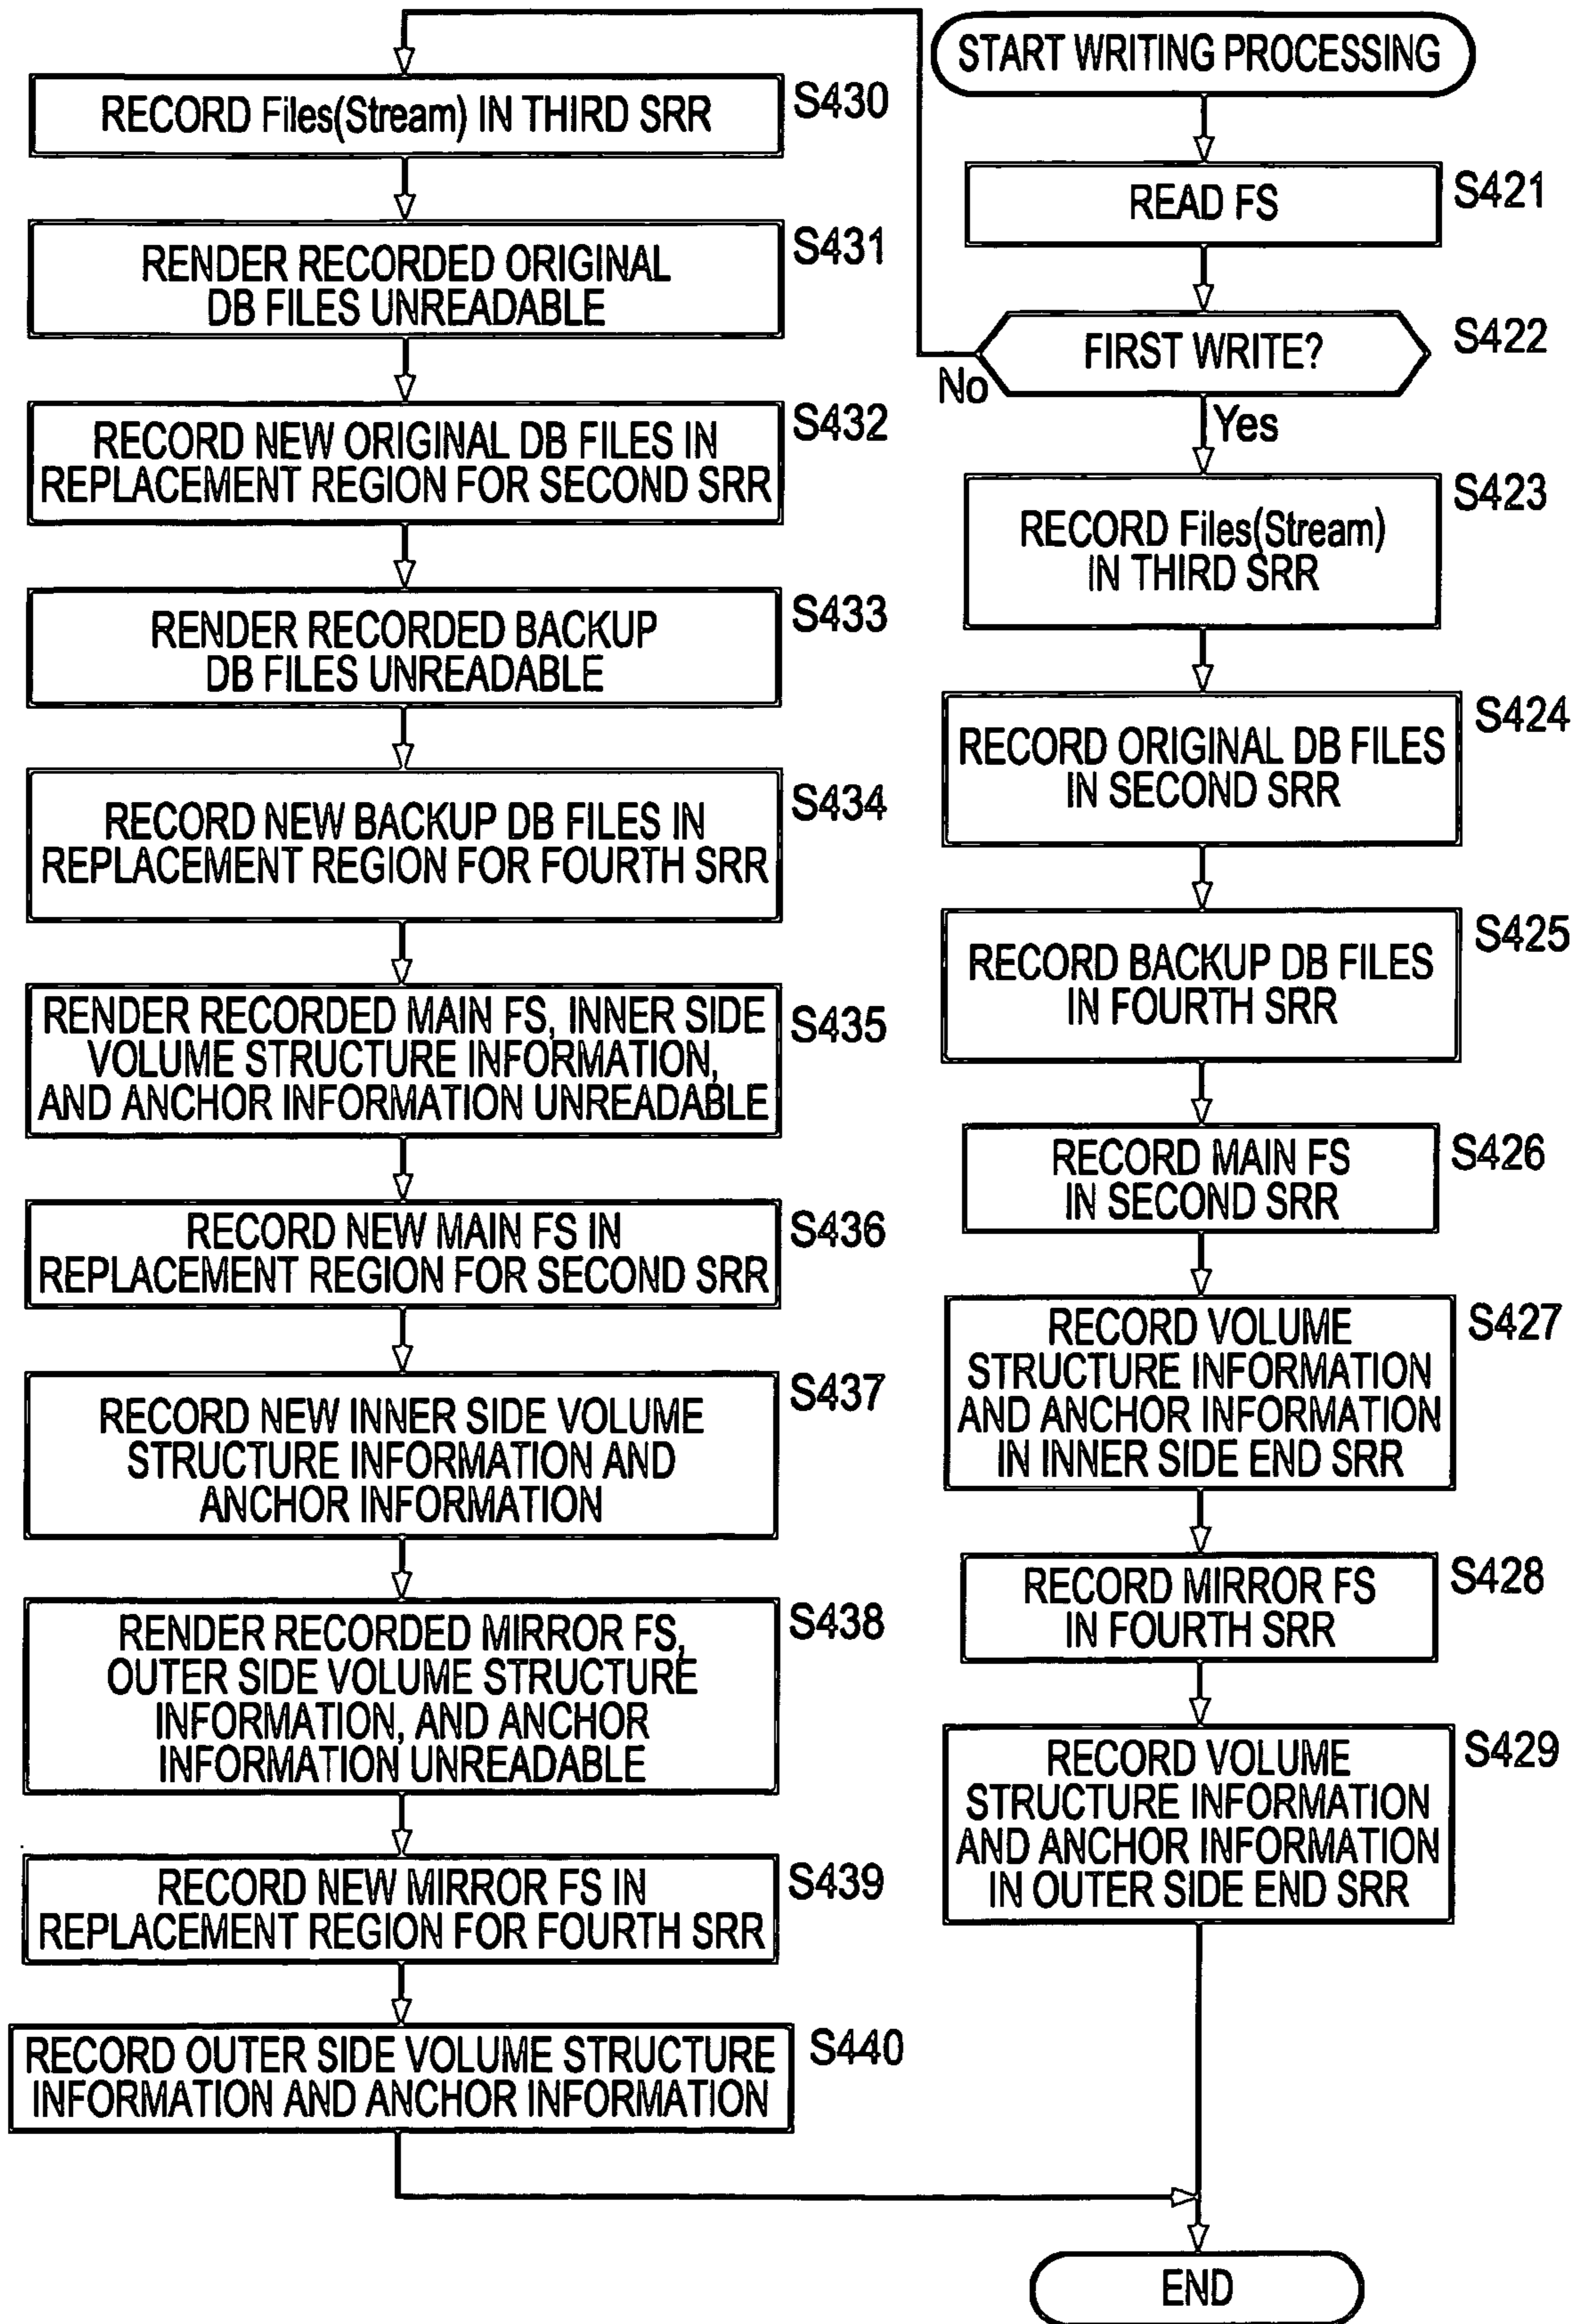 START WRITING PROCESSING
READ FS
S421
FIRST WRITE?
S422
No
Yes
RECORD Files(Stream)
IN THIRD SRR
S423
RECORD ORIGINAL DB FILES
IN SECOND SRR
S424
RECORD BACKUP DB FILES
IN FOURTH SRR
S425
RECORD MAIN FS
IN SECOND SRR
S426
RECORD VOLUME
STRUCTURE INFORMATION
AND ANCHOR INFORMATION
IN INNER SIDE END SRR
S427
RECORD MIRROR FS
IN FOURTH SRR
S428
RECORD VOLUME
STRUCTURE INFORMATION
AND ANCHOR INFORMATION
IN OUTER SIDE END SRR
S429
RECORD Files(Stream) IN THIRD SRR
S430
RENDER RECORDED ORIGINAL
DB FILES UNREADABLE
S431
RECORD NEW ORIGINAL DB FILES IN
REPLACEMENT REGION FOR SECOND SRR
S432
RENDER RECORDED BACKUP
DB FILES UNREADABLE
S433
RECORD NEW BACKUP DB FILES IN
REPLACEMENT REGION FOR FOURTH SRR
S434
RENDER RECORDED MAIN FS, INNER SIDE
VOLUME STRUCTURE INFORMATION,
AND ANCHOR INFORMATION UNREADABLE
S435
RECORD NEW MAIN FS IN
REPLACEMENT REGION FOR SECOND SRR
S436
RECORD NEW INNER SIDE VOLUME
STRUCTURE INFORMATION AND
ANCHOR INFORMATION
S437
RENDER RECORDED MIRROR FS,
OUTER SIDE VOLUME STRUCTURE
INFORMATION, AND ANCHOR
INFORMATION UNREADABLE
S438
RECORD NEW MIRROR FS IN
REPLACEMENT REGION FOR FOURTH SRR
S439
RECORD OUTER SIDE VOLUME STRUCTURE
INFORMATION AND ANCHOR INFORMATION
S440
END